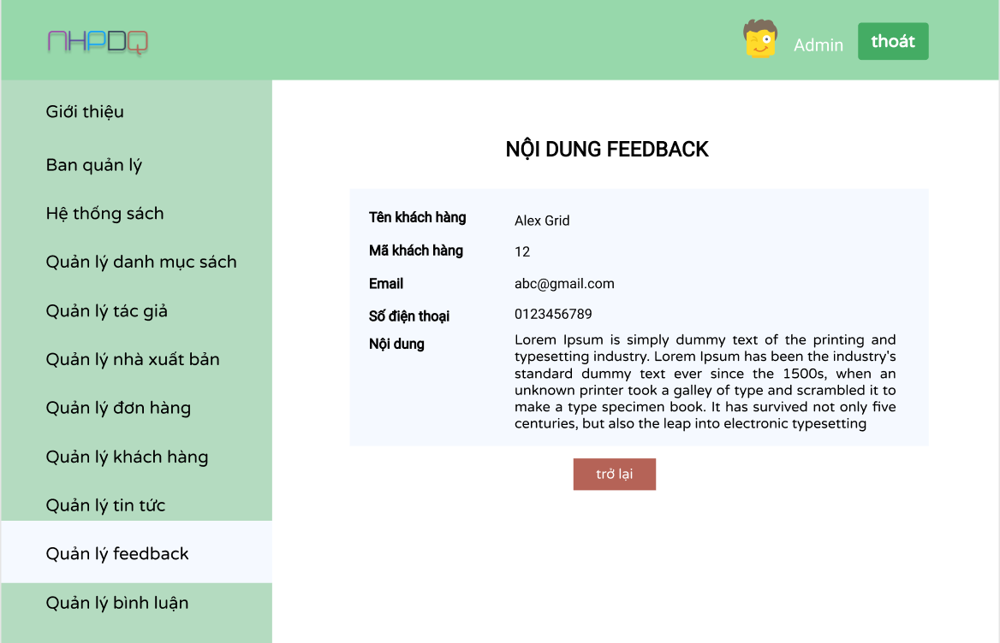 NHPDQ
Admin
thoát
Giới thiệu
Ban quản lý
Hệ thống sách
Quản lý danh mục sách
Quản lý tác giả
Quản lý nhà xuất bản
Quản lý đơn hàng
Quản lý khách hàng
Quản lý tin tức
Quản lý feedback
Quản lý bình luận
NỘI DUNG FEEDBACK
Tên khách hàng Alex Grid
Mã khách hàng 12
Email abc@gmail.com
Số điện thoại 0123456789
Nội dung Lorem Ipsum is simply dummy text of the printing and
typesetting industry. Lorem Ipsum has been the industry's
standard dummy text ever since the 1500s, when an
unknown printer took a galley of type and scrambled it to
make a type specimen book. It has survived not only five
centuries, but also the leap into electronic typesetting
trở lại